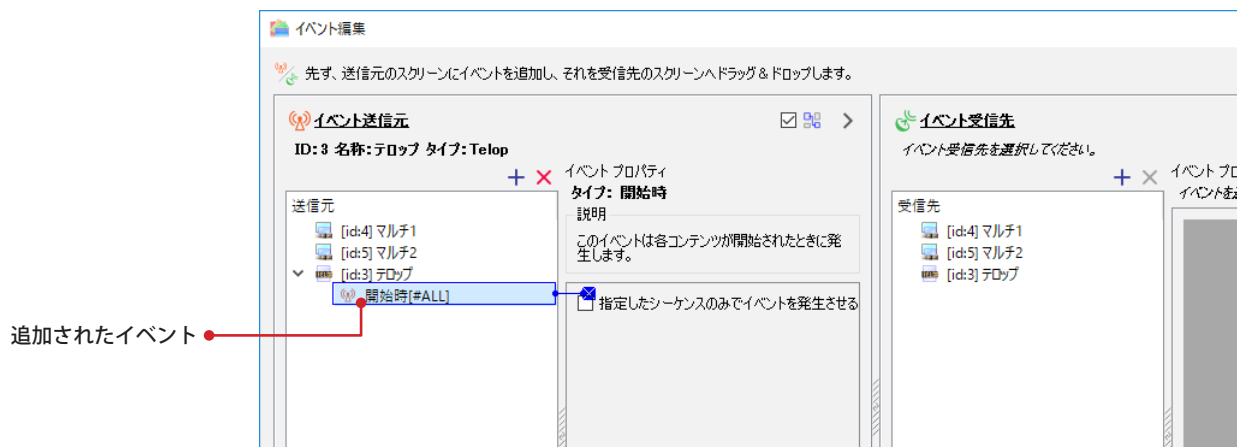 イベント編集
先ず、送信元のスクリーンにイベントを追加し、それを受信先のスクリーンへドラッグ&ドロップします。
イベント送信元
ID:3 名称:テロップ タイプ:Telop
送信元
[id:4] マルチ1
[id:5] マルチ2
[id:3] テロップ
開始時[#ALL]
イベント プロパティ
タイプ: 開始時
説明
このイベントは各コンテンツが開始されたときに発
生します。
指定したシーケンスのみでイベントを発生させる
イベント受信先
イベント受信先を選択してください。
受信先
[id:4] マルチ1
[id:5] マルチ2
[id:3] テロップ
イベント プロ
イベントを
追加されたイベント